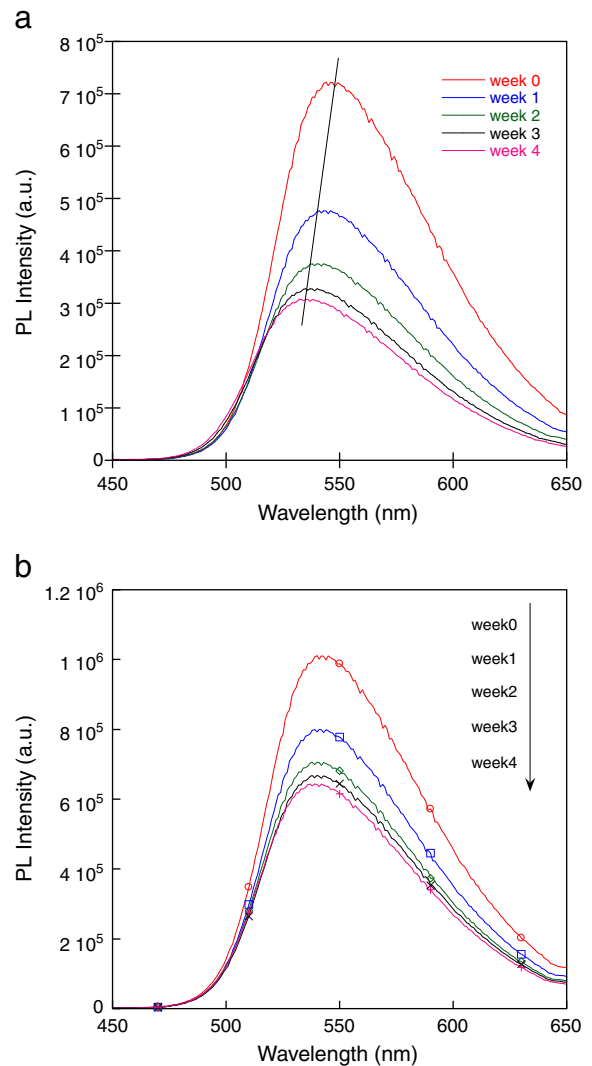 a
8 10⁵
7 10⁵
6 10⁵
5 10⁵
4 10⁵
3 10⁵
2 10⁵
1 10⁵
0
PL Intensity (a.u.)
week 0
week 1
week 2
week 3
week 4
450 500 550 600 650
Wavelength (nm)
b
1.2 10⁶
1 10⁶
8 10⁵
6 10⁵
4 10⁵
2 10⁵
0
PL Intensity (a.u.)
week0
week1
week2
week3
week4
450 500 550 600 650
Wavelength (nm)